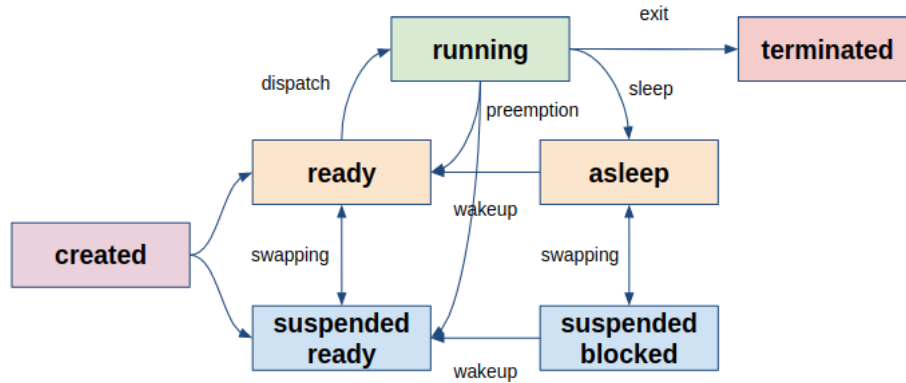 exit
running
terminated
dispatch
sleep
preemption
ready
asleep
wakeup
created
swapping
swapping
suspended
ready
suspended
blocked
wakeup